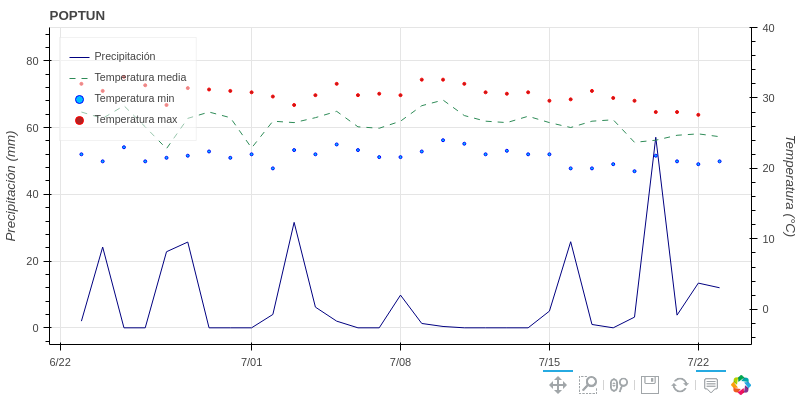 POPTUN
Precipitación
Temperatura media
Temperatura min
Temperatura max
Precipitación (mm)
80
60
40
20
0
Temperatura (°C)
40
30
20
10
0
6/22
7/01
7/08
7/15
7/22